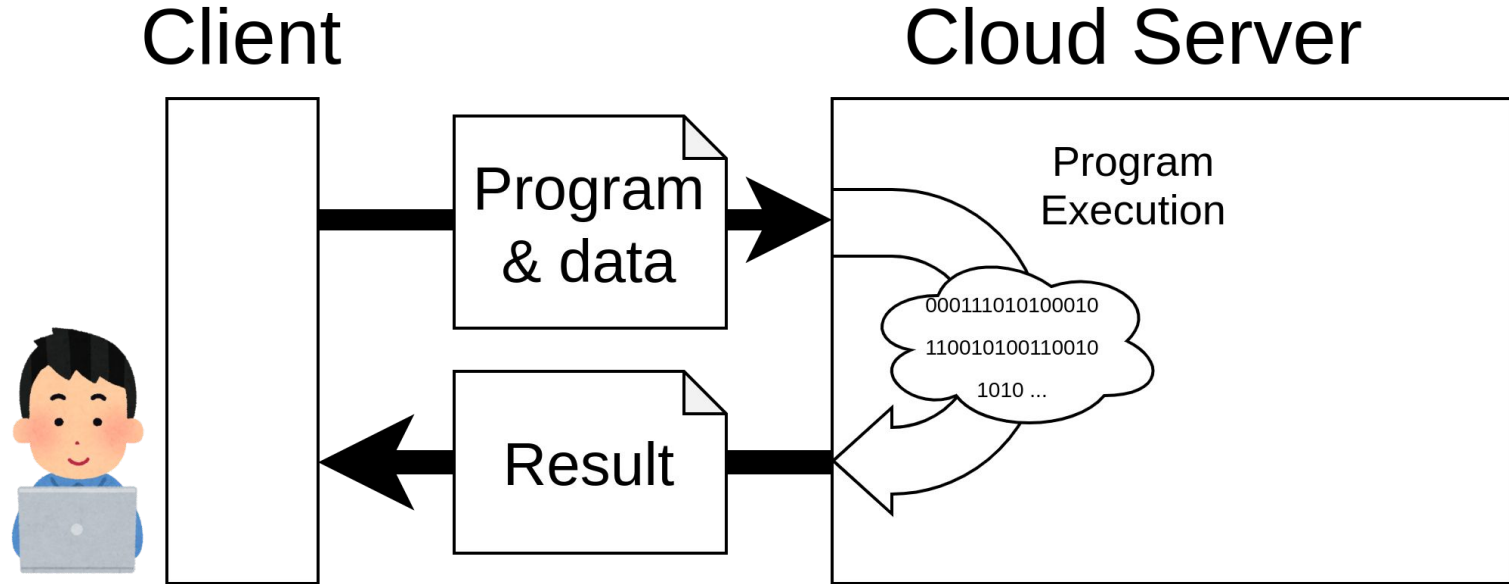 Client
Cloud Server
Program
& data
Program
Execution
000111010100010
110010100110010
1010 ...
Result